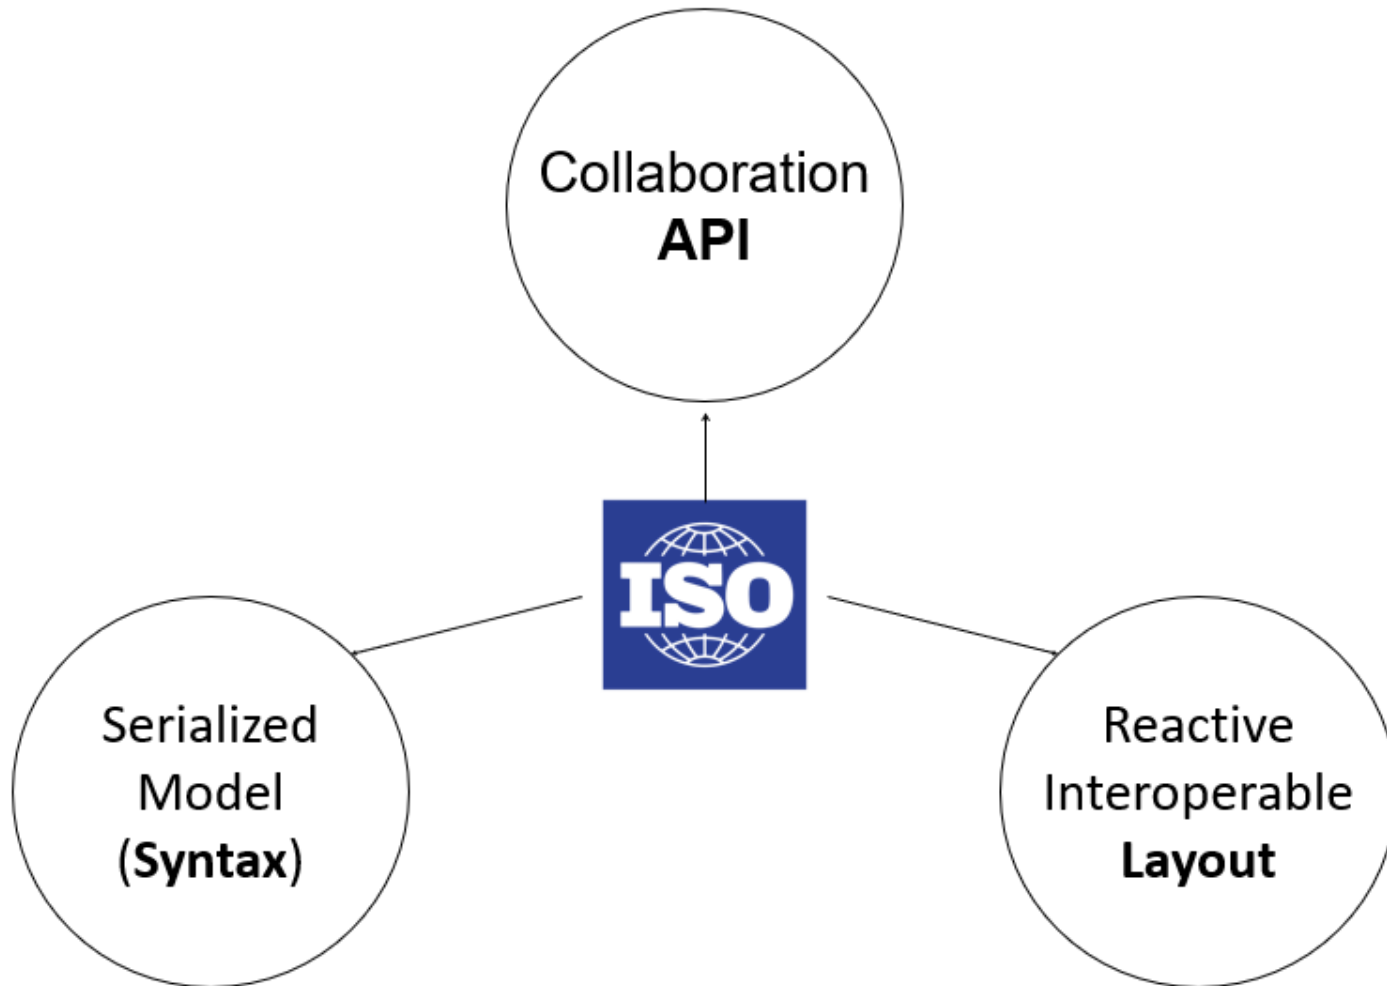 Collaboration
API
ISO
Serialized
Model
(Syntax)
Reactive
Interoperable
Layout